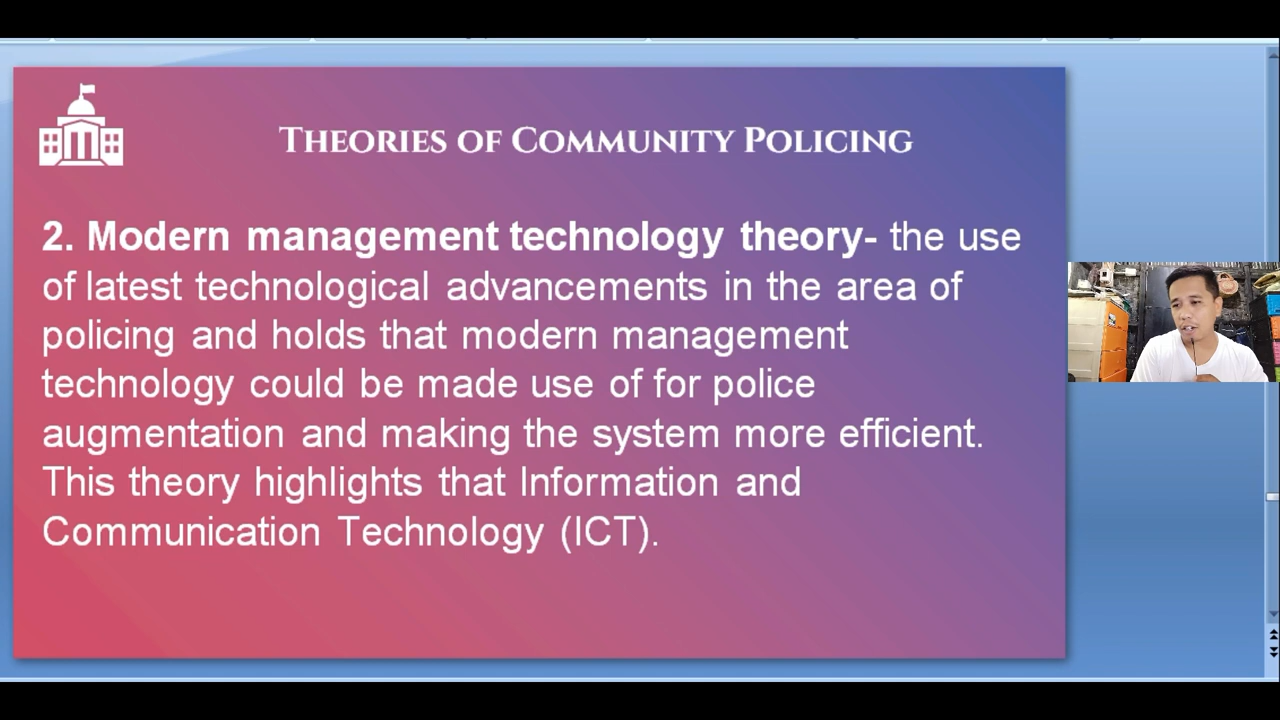 THEORIES OF COMMUNITY POLICING
2. Modern management technology theory- the use
of latest technological advancements in the area of
policing and holds that modern management
technology could be made use of for police
augmentation and making the system more efficient.
This theory highlights that Information and
Communication Technology (ICT).